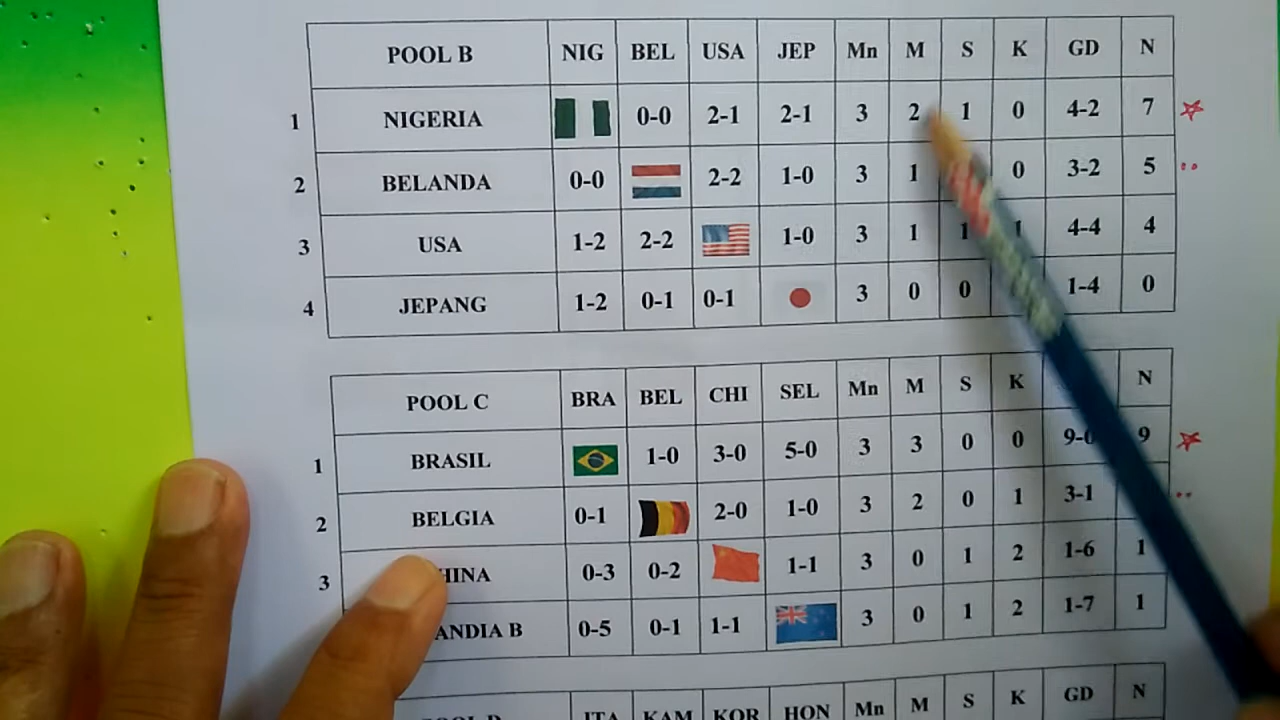 POOL B NIG BEL USA JEP Mn M S K GD N
1 NIGERIA 0-0 2-1 2-1 3 2 1 0 4-2 7
2 BELANDA 0-0 2-2 1-0 3 1 0 3-2 5
3 USA 1-2 2-2 1-0 3 1 1 1 4-4 4
4 JEPANG 1-2 0-1 0-1 3 0 0 1-4 0
POOL C BRA BEL CHI SEL Mn M S K N
1 BRASIL 1-0 3-0 5-0 3 3 0 0 9-0 9
2 BELGIA 0-1 2-0 1-0 3 2 0 1 3-1
3 HINA 0-3 0-2 1-1 3 0 1 2 1-6 1
ANDIA B 0-5 0-1 1-1 3 0 1 2 1-7 1
POOL D ITA KAM KOR HON Mn M S K GD N